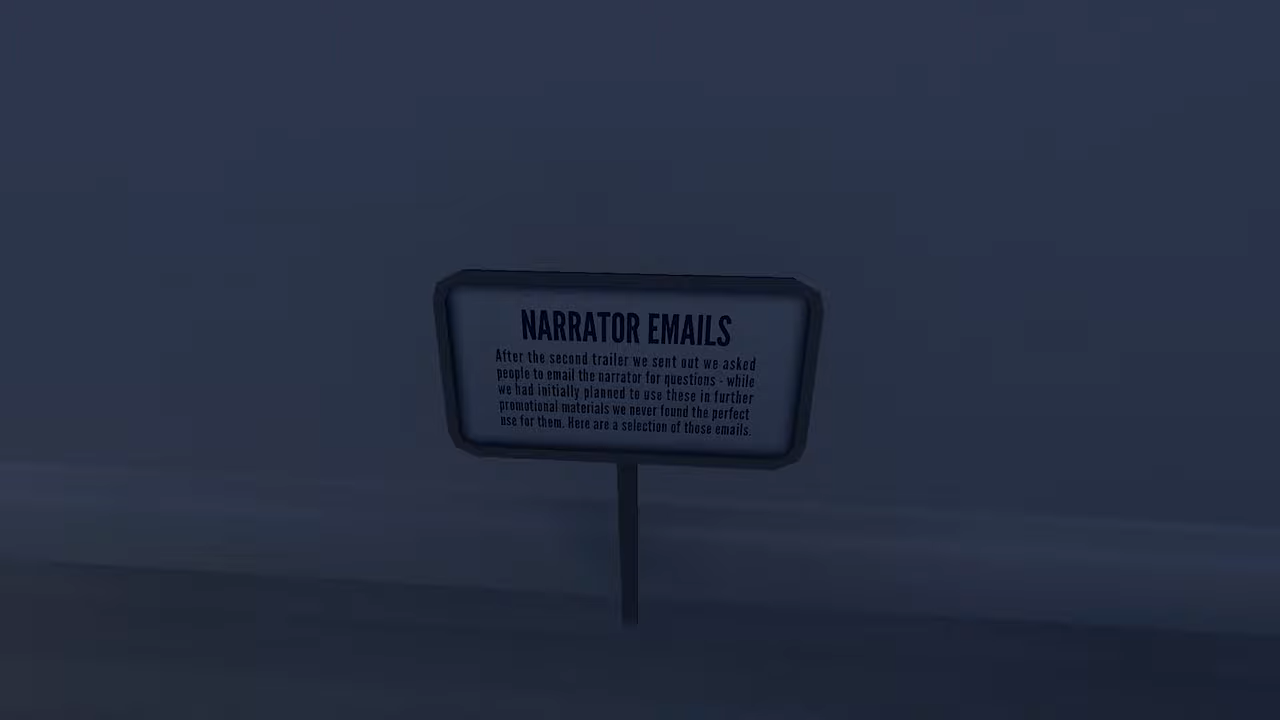 NARRATOR EMAILS
After the second trailer we sent out we asked
people to email the narrator for questions - while
we had initially planned to use these in further
promotional materials we never found the perfect
use for them. Here are a selection of those emails.